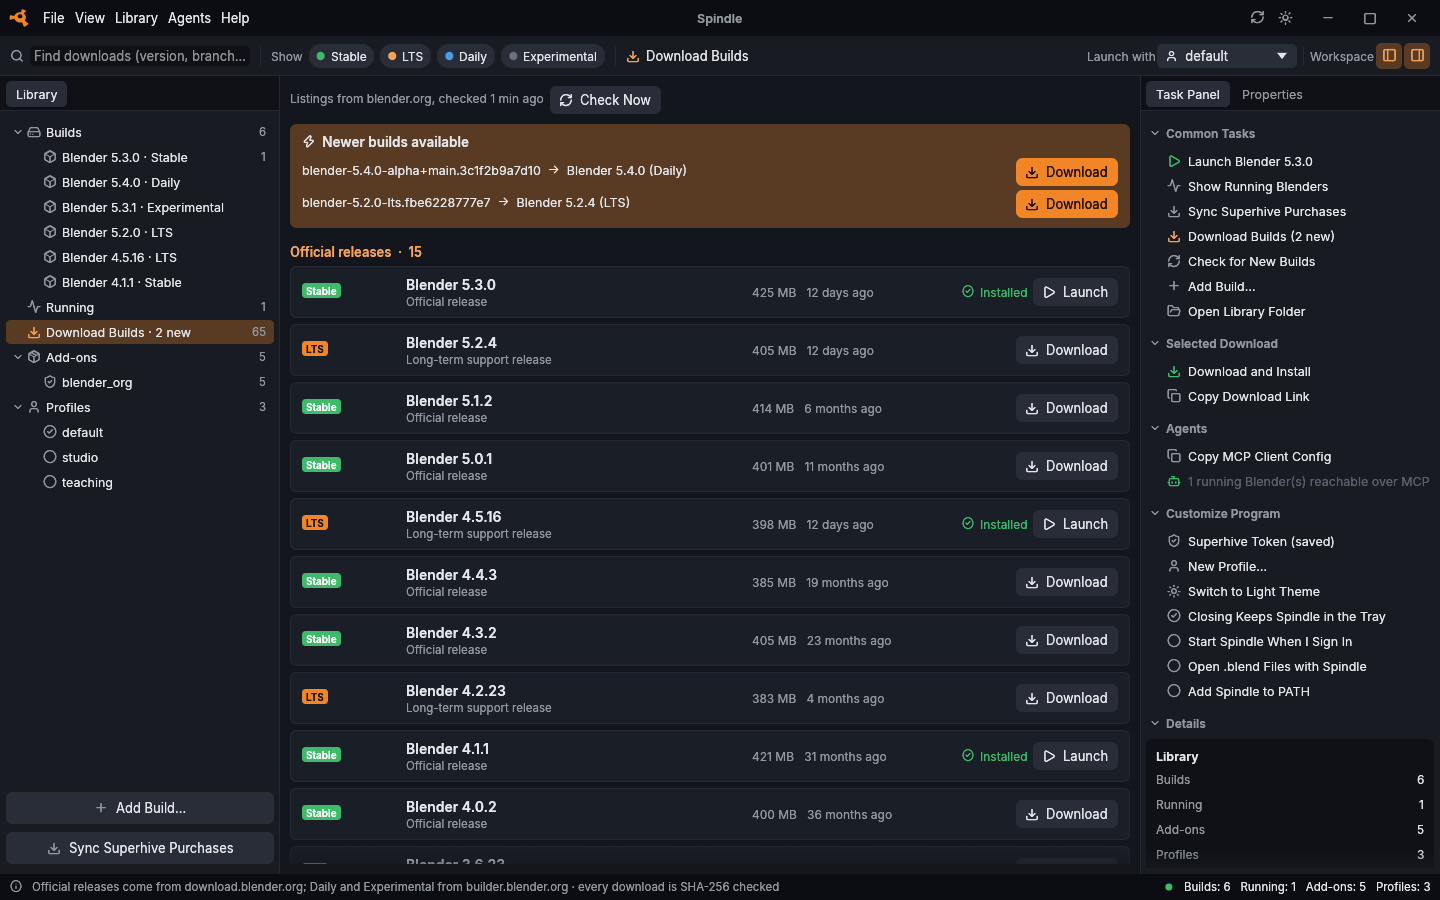 File View Library Agents Help
Spindle
Find downloads (version, branch...
Show Stable LTS Daily Experimental
Download Builds
Launch with default
Workspace
Library
Builds 6
Blender 5.3.0 · Stable 1
Blender 5.4.0 · Daily
Blender 5.3.1 · Experimental
Blender 5.2.0 · LTS
Blender 4.5.16 · LTS
Blender 4.1.1 · Stable
Running 1
Download Builds · 2 new 65
Add-ons 5
blender_org 5
Profiles 3
default
studio
teaching
Add Build...
Sync Superhive Purchases
Listings from blender.org, checked 1 min ago Check Now
Newer builds available
blender-5.4.0-alpha+main.3c1f2b9a7d10 → Blender 5.4.0 (Daily) Download
blender-5.2.0-lts.fbe6228777e7 → Blender 5.2.4 (LTS) Download
Official releases · 15
Stable Blender 5.3.0 425 MB 12 days ago Installed Launch
Official release
LTS Blender 5.2.4 405 MB 12 days ago Download
Long-term support release
Stable Blender 5.1.2 414 MB 6 months ago Download
Official release
Stable Blender 5.0.1 401 MB 11 months ago Download
Official release
LTS Blender 4.5.16 398 MB 12 days ago Installed Launch
Long-term support release
Stable Blender 4.4.3 385 MB 19 months ago Download
Official release
Stable Blender 4.3.2 405 MB 23 months ago Download
Official release
LTS Blender 4.2.23 383 MB 4 months ago Download
Long-term support release
Stable Blender 4.1.1 421 MB 31 months ago Installed Launch
Official release
Stable Blender 4.0.2 400 MB 36 months ago Download
Official release
Blender 3.6.23
Task Panel Properties
Common Tasks
Launch Blender 5.3.0
Show Running Blenders
Sync Superhive Purchases
Download Builds (2 new)
Check for New Builds
Add Build...
Open Library Folder
Selected Download
Download and Install
Copy Download Link
Agents
Copy MCP Client Config
1 running Blender(s) reachable over MCP
Customize Program
Superhive Token (saved)
New Profile...
Switch to Light Theme
Closing Keeps Spindle in the Tray
Start Spindle When I Sign In
Open .blend Files with Spindle
Add Spindle to PATH
Details
Library
Builds 6
Running 1
Add-ons 5
Profiles 3
Official releases come from download.blender.org; Daily and Experimental from builder.blender.org · every download is SHA-256 checked
Builds: 6 Running: 1 Add-ons: 5 Profiles: 3